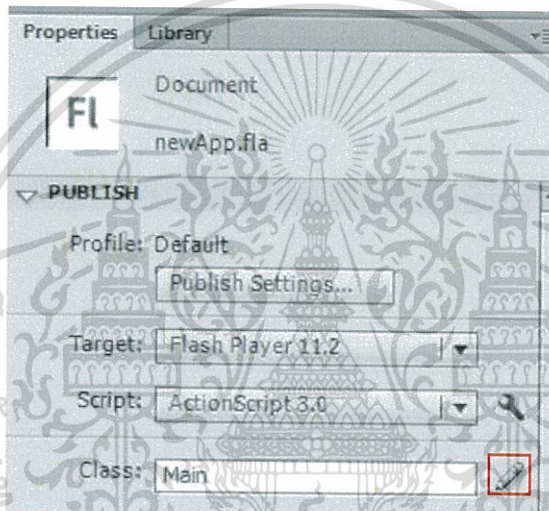 Properties Library
Fl
Document
newApp.fla
PUBLISH
Profile: Default
Publish Settings...
Target: Flash Player 11.2
Script: ActionScript 3.0
Class: Main